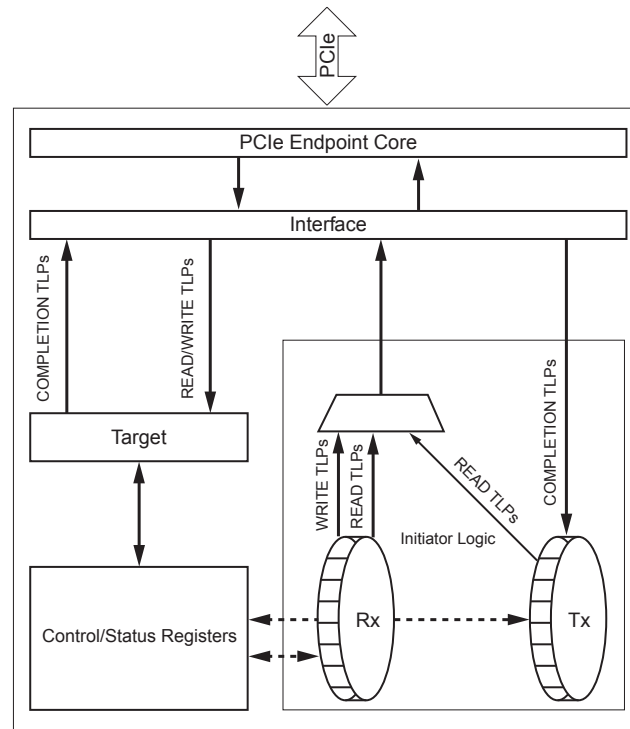 PCIe
PCIe Endpoint Core
Interface
COMPLETION TLPs
READ/WRITE TLPs
COMPLETION TLPs
Target
WRITE TLPs
READ TLPs
READ TLPs
Initiator Logic
Control/Status Registers
Rx
Tx